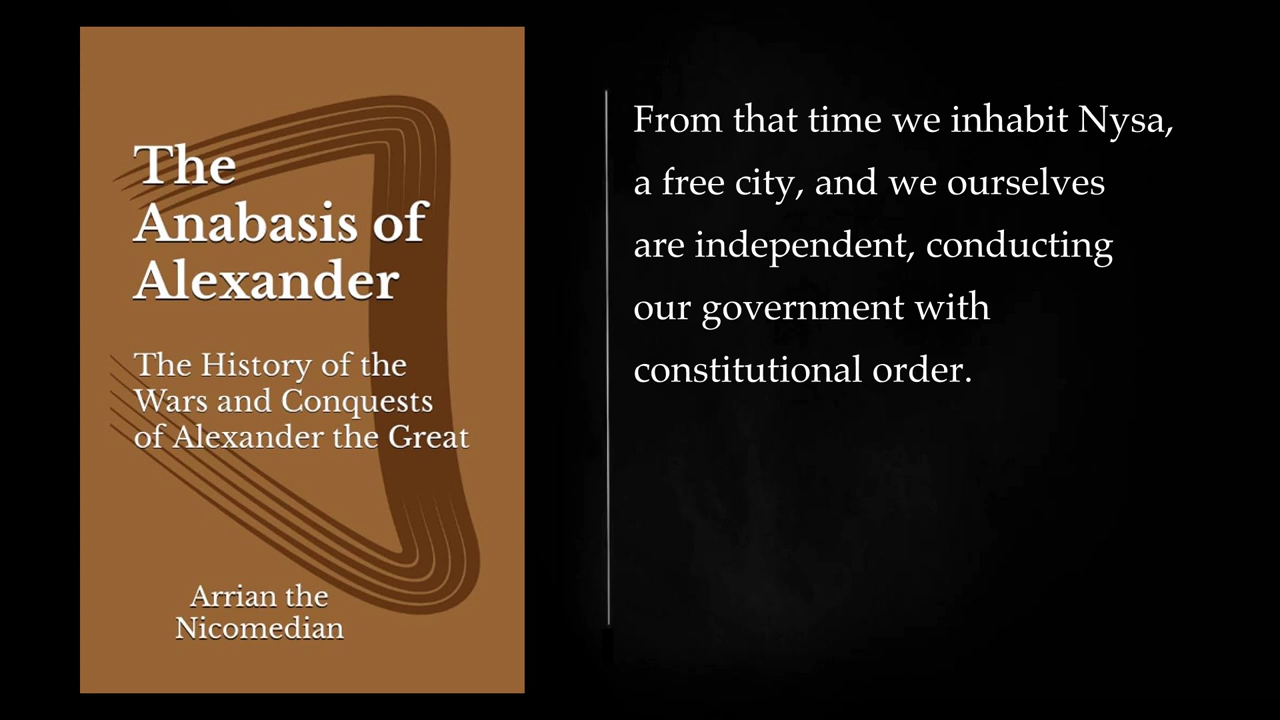 The
Anabasis of
Alexander
The History of the
Wars and Conquests
of Alexander the Great
Arrian the
Nicomedian
From that time we inhabit Nysa,
a free city, and we ourselves
are independent, conducting
our government with
constitutional order.